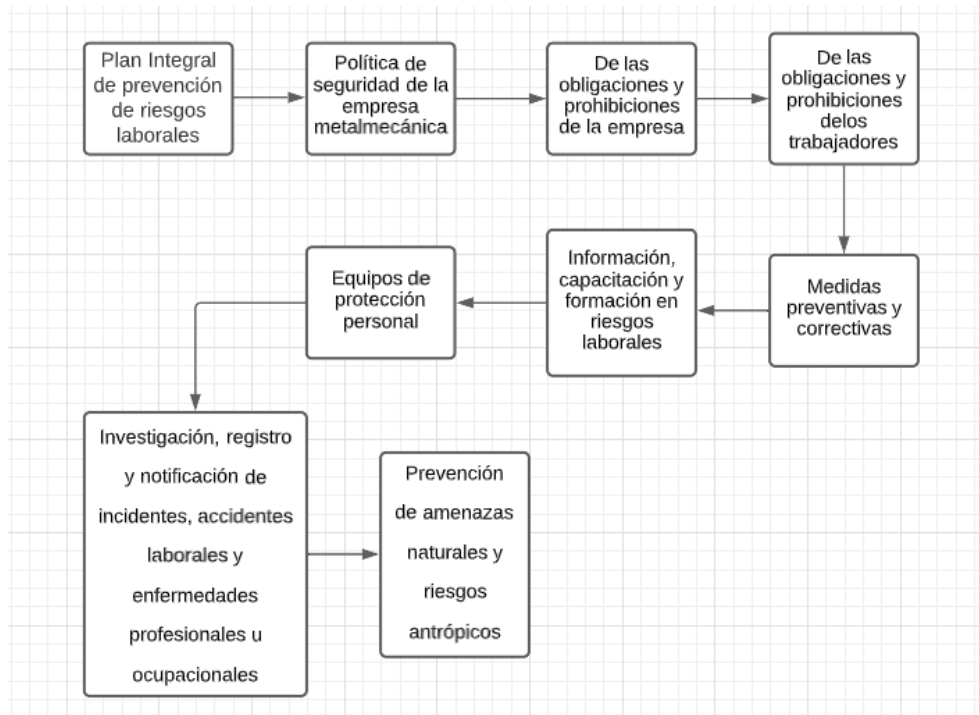 Plan Integral
de prevención
de riesgos
laborales
Política de
seguridad de la
empresa
metalmecánica
De las
obligaciones y
prohibiciones
de la empresa
De las
obligaciones y
prohibiciones
delos
trabajadores
Medidas
preventivas y
correctivas
Información,
capacitación y
formación en
riesgos
laborales
Equipos de
protección
personal
Investigación, registro
y notificación de
incidentes, accidentes
laborales y
enfermedades
profesionales u
ocupacionales
Prevención
de amenazas
naturales y
riesgos
antrópicos